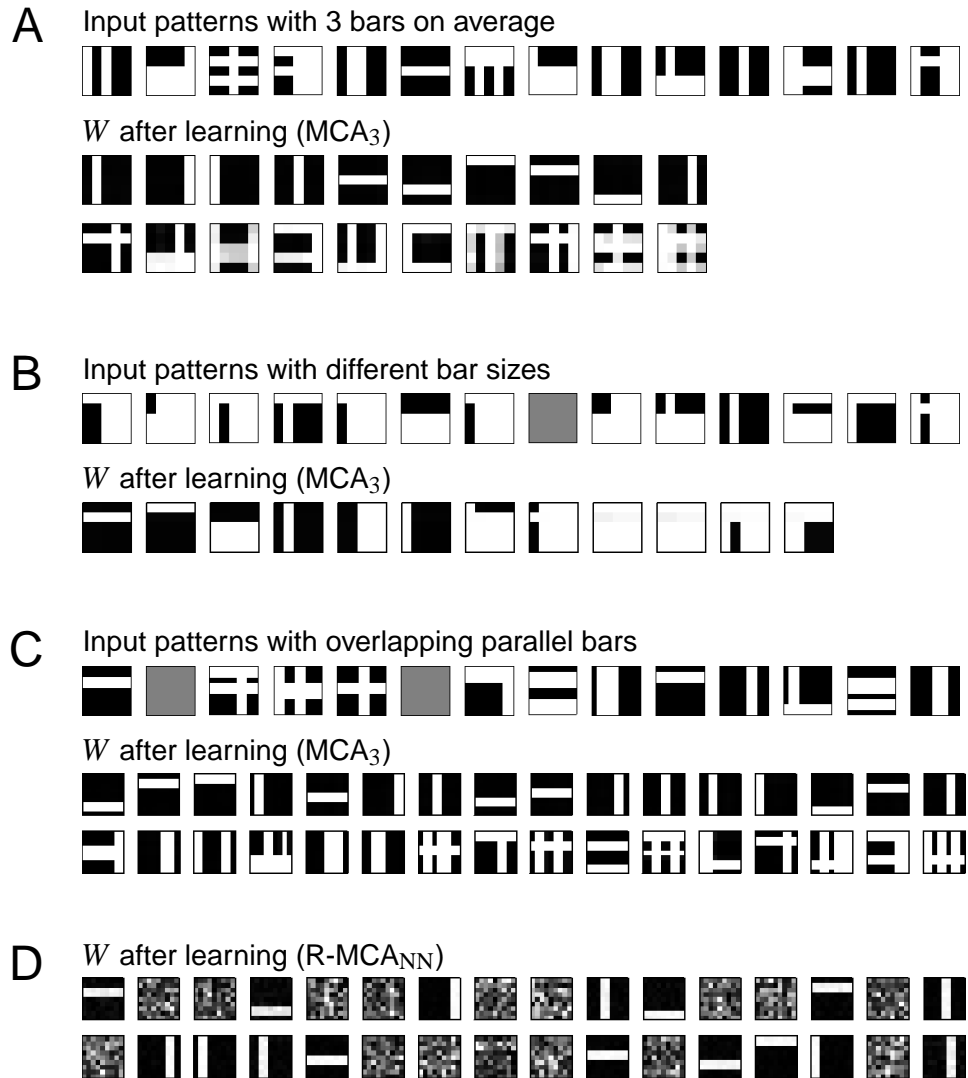 A
Input patterns with 3 bars on average
W after learning (MCA₃)
B
Input patterns with different bar sizes
W after learning (MCA₃)
C
Input patterns with overlapping parallel bars
W after learning (MCA₃)
D
W after learning (R-MCA_NN)